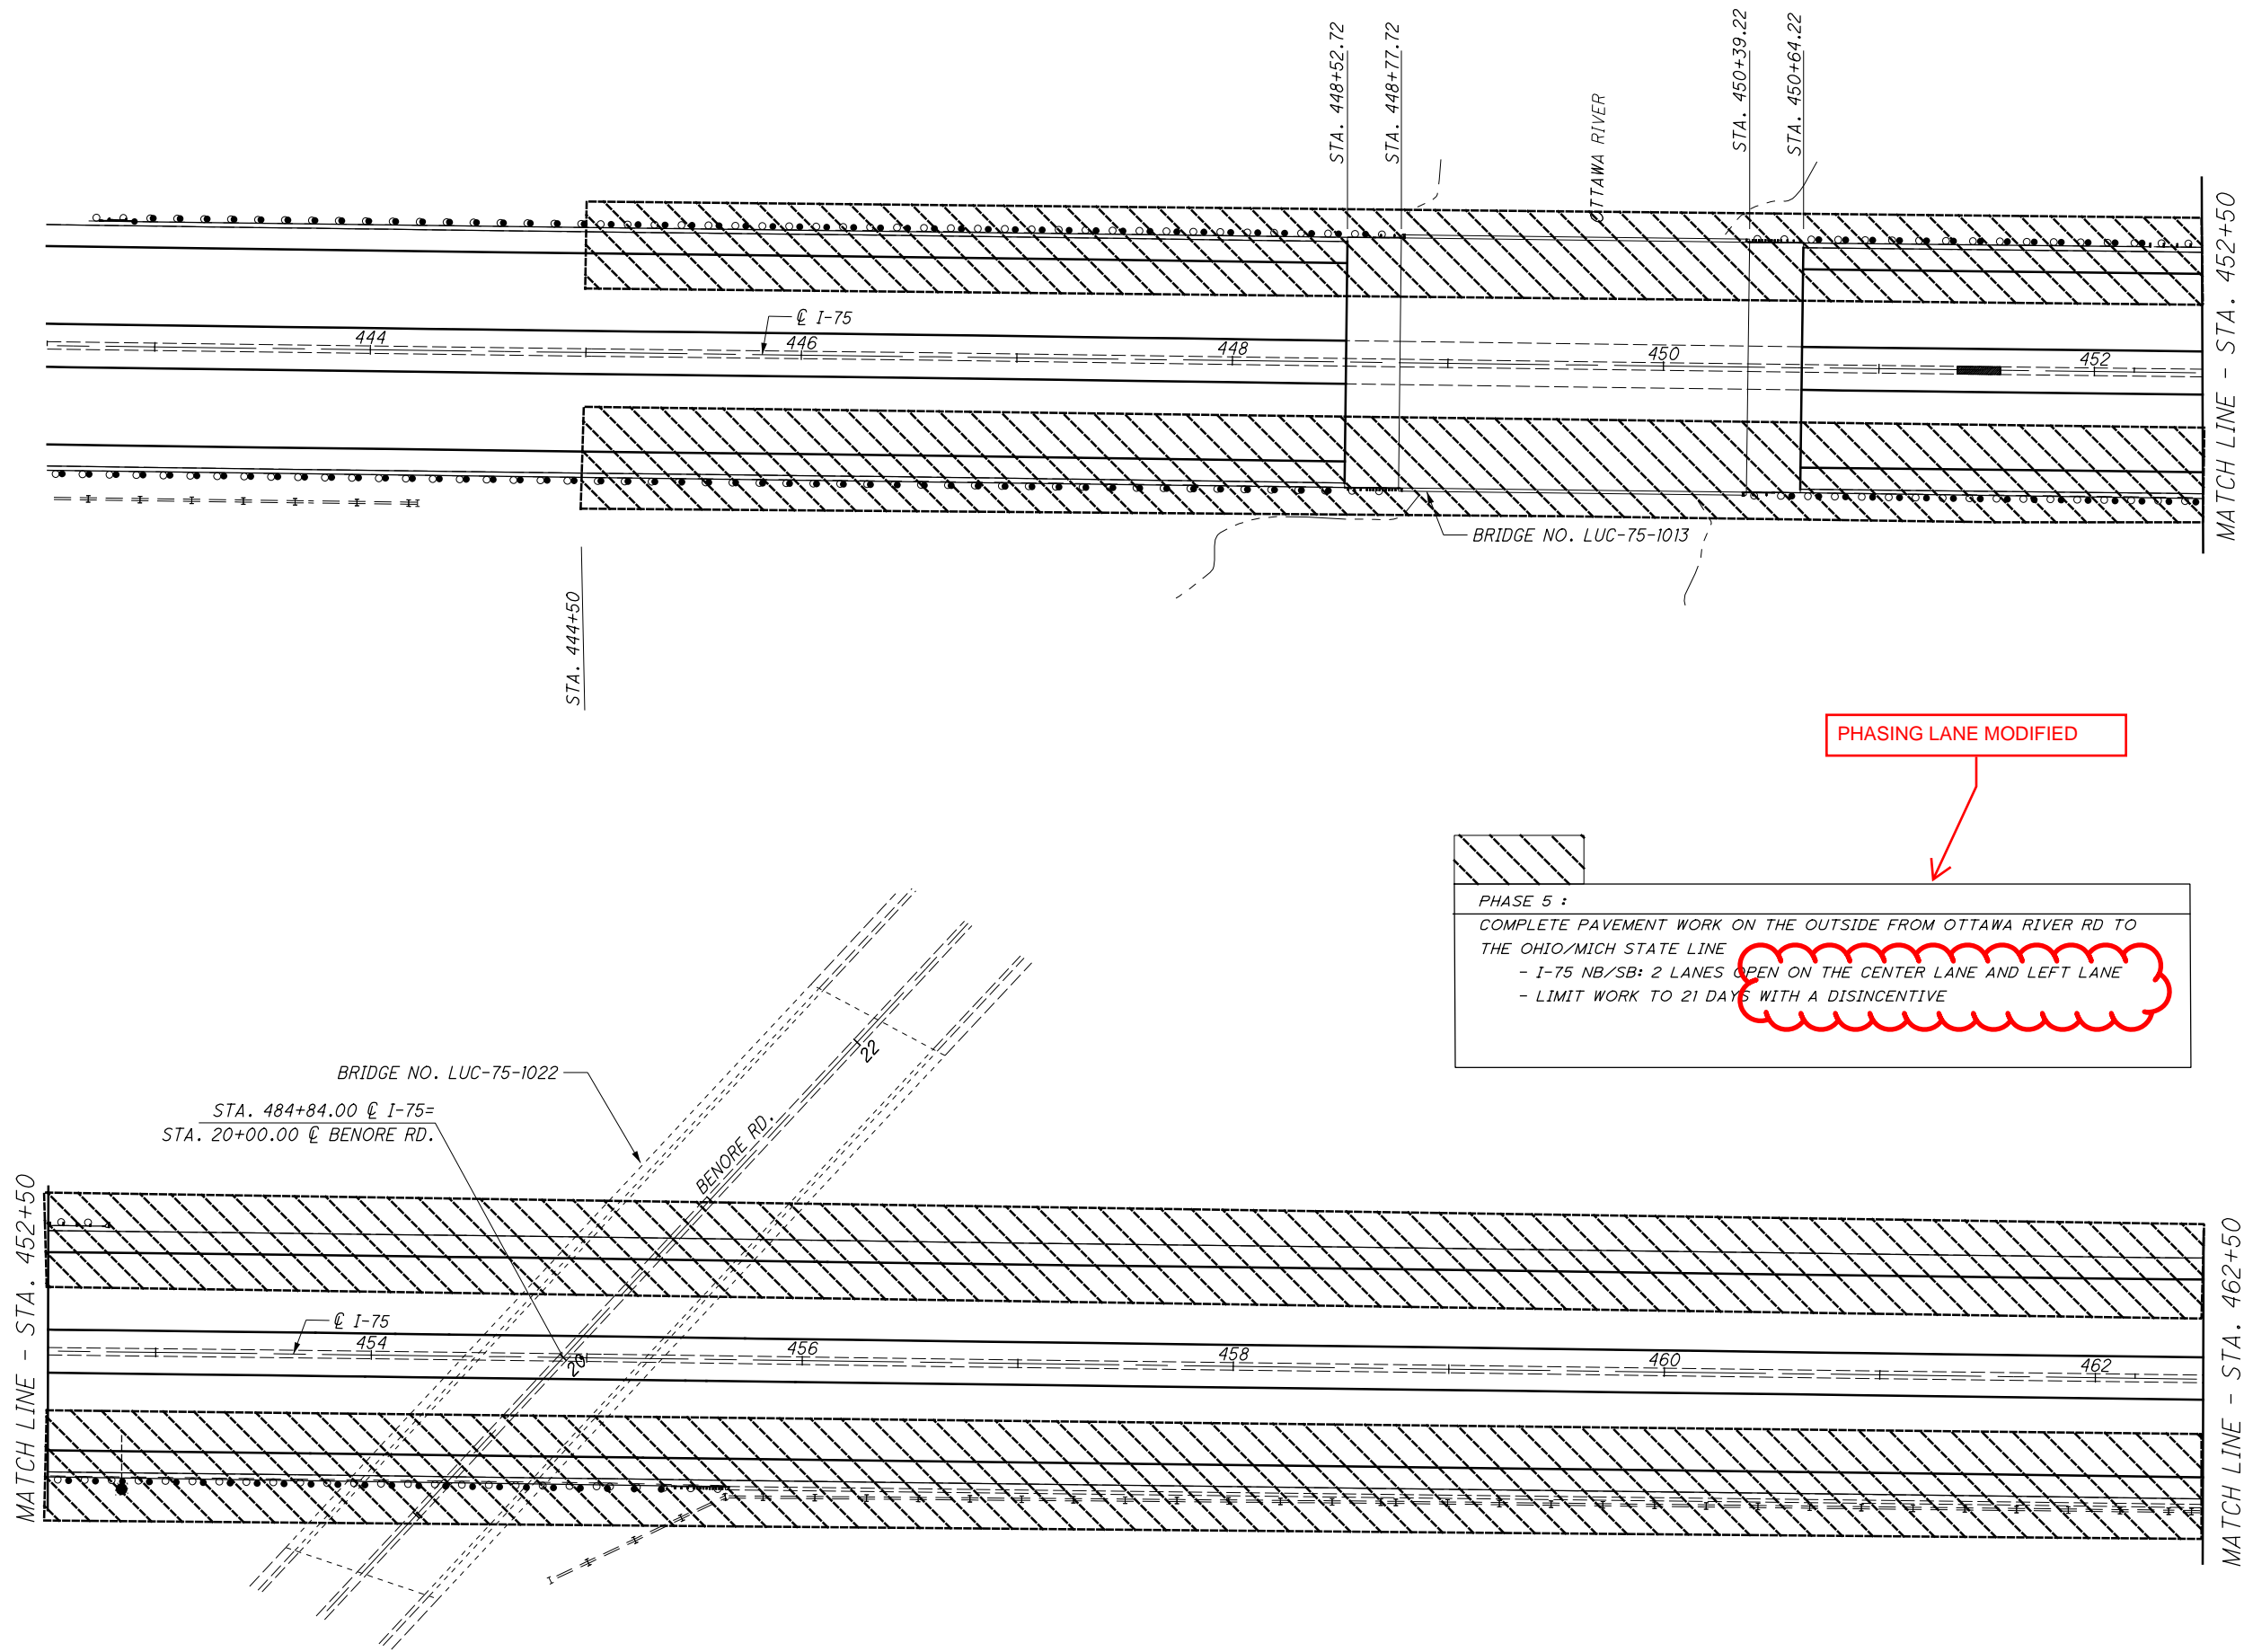 STA. 448+52.72
STA. 448+77.72
OTTAWA RIVER
STA. 450+39.22
STA. 450+64.22
MATCH LINE - STA. 452+50
℄ I-75
444
446
448
450
452
BRIDGE NO. LUC-75-1013
STA. 444+50
PHASING LANE MODIFIED
PHASE 5 :
COMPLETE PAVEMENT WORK ON THE OUTSIDE FROM OTTAWA RIVER RD TO
THE OHIO/MICH STATE LINE
- I-75 NB/SB: 2 LANES OPEN ON THE CENTER LANE AND LEFT LANE
- LIMIT WORK TO 21 DAYS WITH A DISINCENTIVE
BRIDGE NO. LUC-75-1022
STA. 484+84.00 ℄ I-75=
STA. 20+00.00 ℄ BENORE RD.
22
BENORE RD.
20
MATCH LINE - STA. 452+50
℄ I-75
454
456
458
460
462
MATCH LINE - STA. 462+50